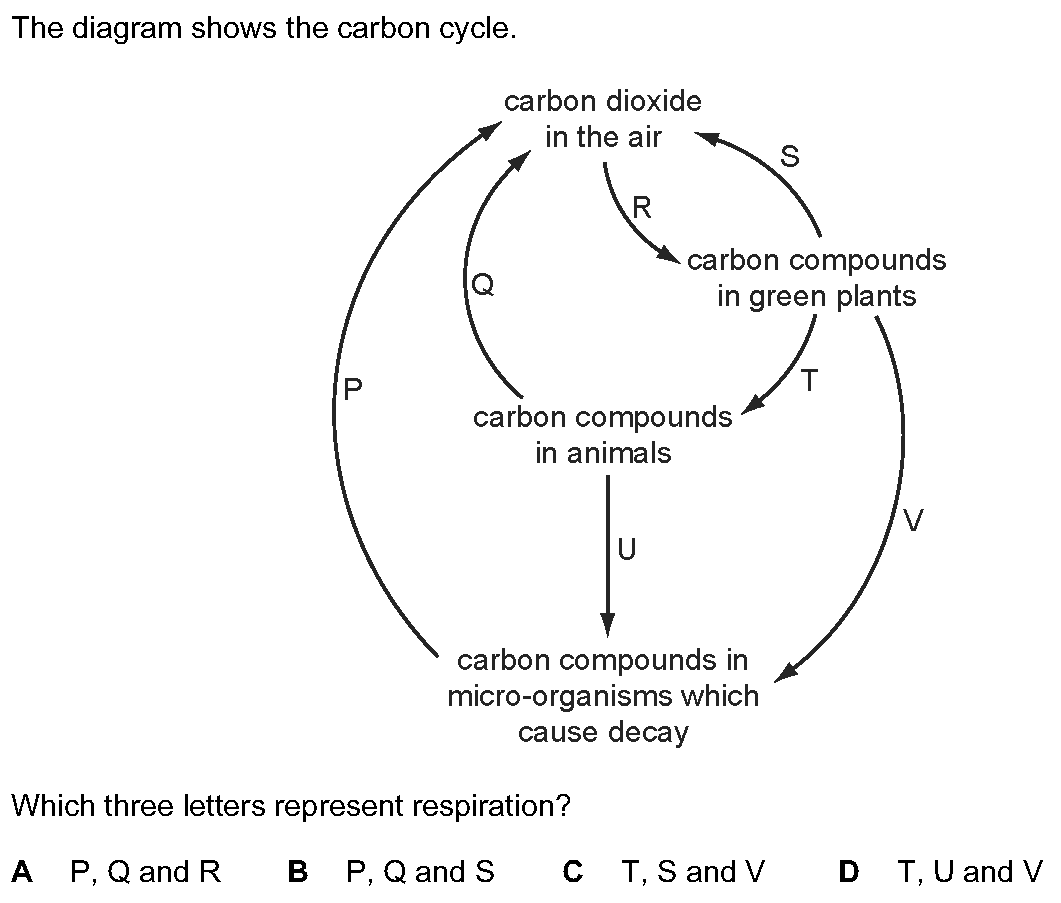 The diagram shows the carbon cycle.
carbon dioxide
in the air
S
R
carbon compounds
in green plants
Q
T
P
carbon compounds
in animals
V
U
carbon compounds in
micro-organisms which
cause decay
Which three letters represent respiration?
A P, Q and R B P, Q and S C T, S and V D T, U and V